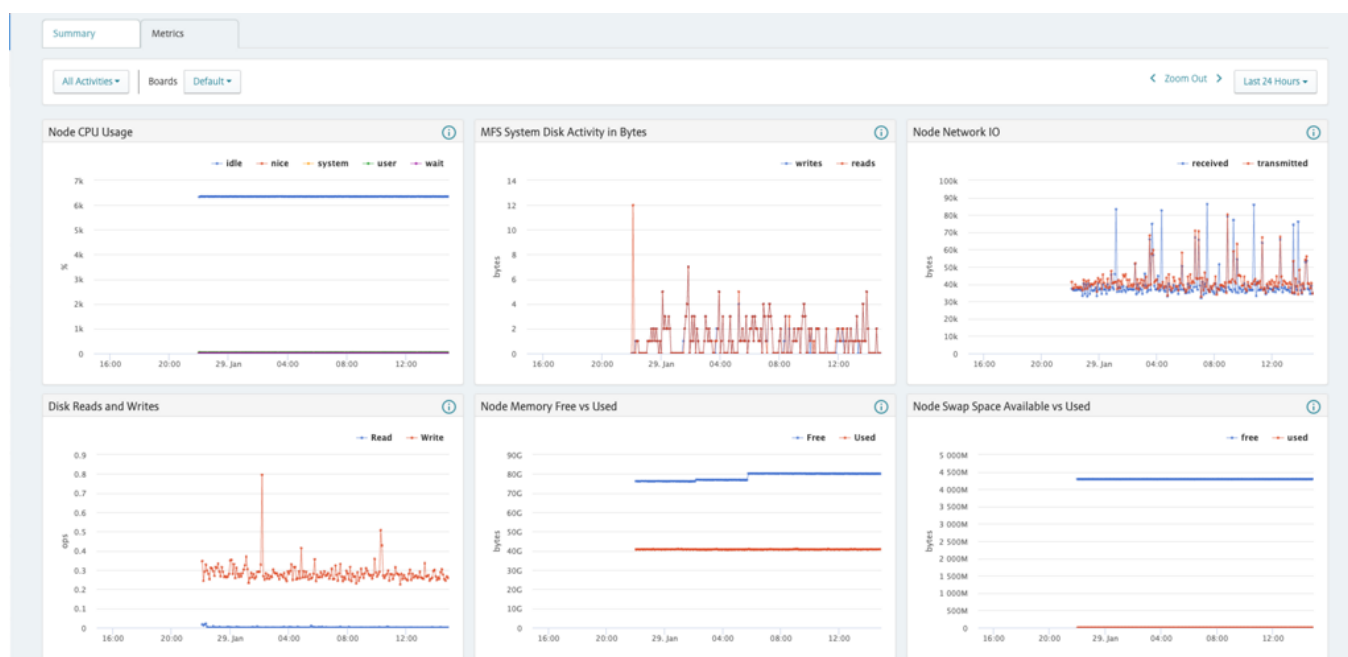 Summary Metrics
All Activities Boards Default Zoom Out Last 24 Hours
Node CPU Usage
idle nice system user wait
7k
6k
5k
4k
3k
2k
1k
0
%
16:00 20:00 29. Jan 04:00 08:00 12:00
MFS System Disk Activity in Bytes
writes reads
14
12
10
8
6
4
2
0
bytes
16:00 20:00 29. Jan 04:00 08:00 12:00
Node Network IO
received transmitted
100k
90k
80k
70k
60k
50k
40k
30k
20k
10k
0
bytes
16:00 20:00 29. Jan 04:00 08:00 12:00
Disk Reads and Writes
Read Write
0.9
0.8
0.7
0.6
0.5
0.4
0.3
0.2
0.1
0
ops
16:00 20:00 29. Jan 04:00 08:00 12:00
Node Memory Free vs Used
Free Used
90G
80G
70G
60G
50G
40G
30G
20G
10G
0
bytes
16:00 20:00 29. Jan 04:00 08:00 12:00
Node Swap Space Available vs Used
free used
5 000M
4 500M
4 000M
3 500M
3 000M
2 500M
2 000M
1 500M
1 000M
500M
0
bytes
16:00 20:00 29. Jan 04:00 08:00 12:00